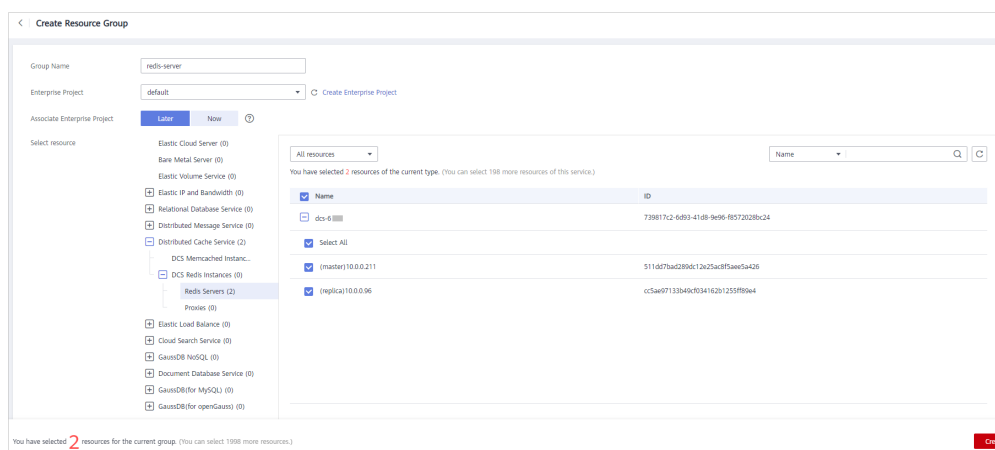 Create Resource Group
Group Name
redis-server
Enterprise Project
default
Create Enterprise Project
Associate Enterprise Project
Later
Now
Select resource
Elastic Cloud Server (0)
Bare Metal Server (0)
Elastic Volume Service (0)
Elastic IP and Bandwidth (0)
Relational Database Service (0)
Distributed Message Service (0)
Distributed Cache Service (2)
DCS Memcached Instanc...
DCS Redis Instances (0)
Redis Servers (2)
Proxies (0)
Elastic Load Balance (0)
Cloud Search Service (0)
GaussDB NoSQL (0)
Document Database Service (0)
GaussDB(for MySQL) (0)
GaussDB(for openGauss) (0)
All resources
Name
You have selected 2 resources of the current type. (You can select 198 more resources of this service.)
Name ID
dcs-6 739817c2-6d93-41d8-9e96-f8572028bc24
Select All
(master)10.0.0.211 511dd7bad289dc12e25ac8f5aee5a426
(replica)10.0.0.96 cc5ae97133b49cf034162b1255ff89e4
You have selected 2 resources for the current group. (You can select 1998 more resources.)
Cre